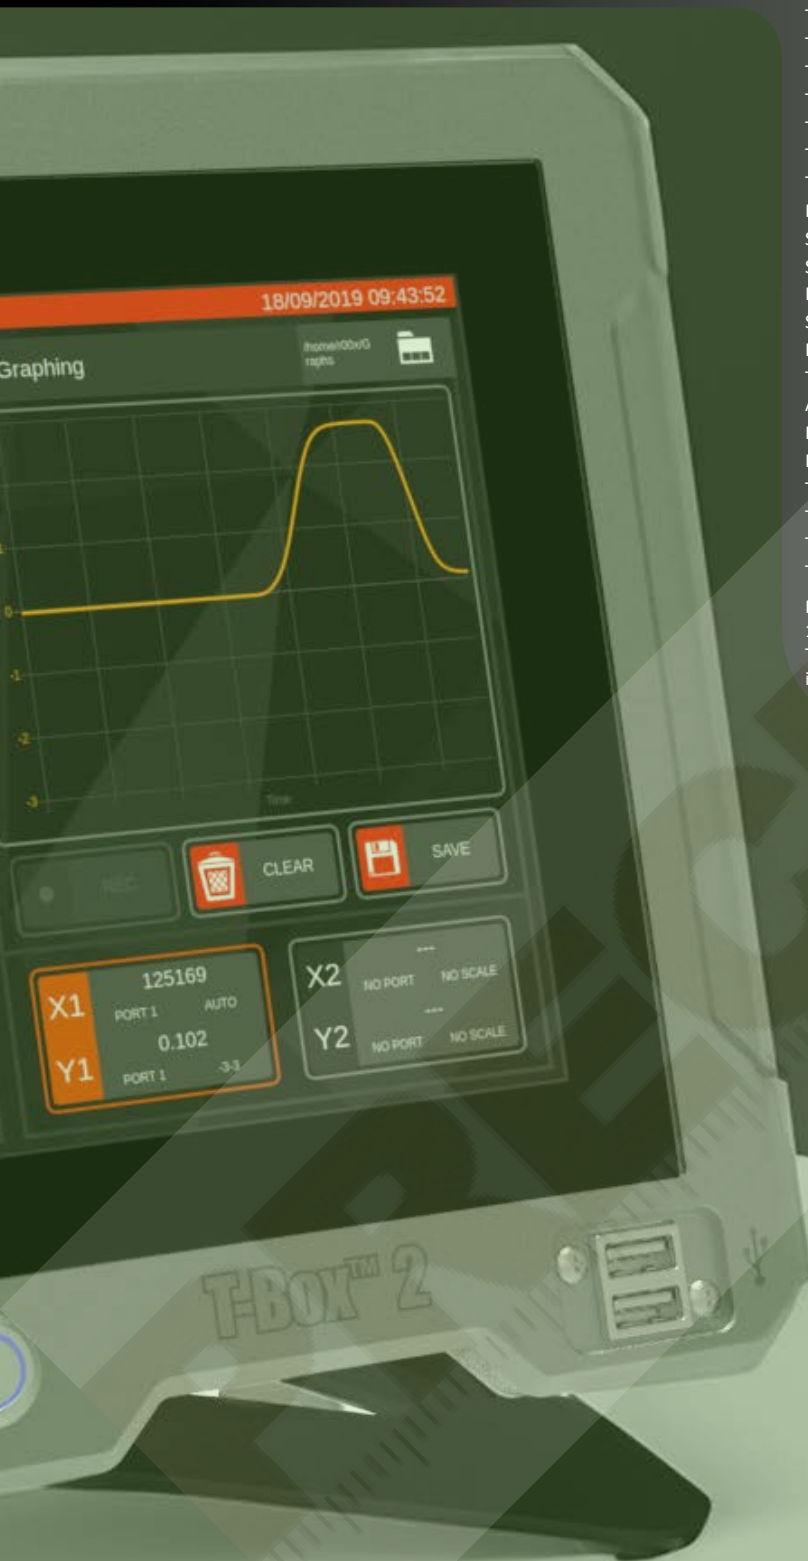 18/09/2019 09:43:52
Graphing
/home/r00x/G
raphs
0
-1
-2
-3
Time
REC
CLEAR
SAVE
X1
125169
PORT 1
AUTO
Y1
0.102
PORT 1
-3-3
X2
---
NO PORT
NO SCALE
Y2
---
NO PORT
NO SCALE
T-BOX™ 2